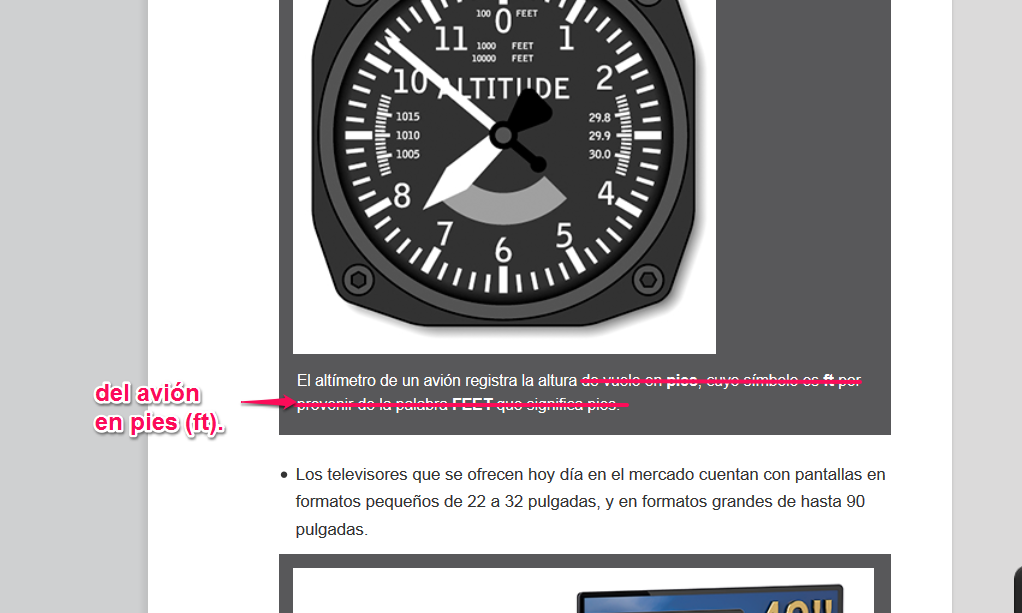 100 FEET
0
11 1000 FEET 1
10000 FEET
10 ALTITUDE 2
1015 29.8
1010 29.9
1005 30.0
8 4
7 5
6
El altímetro de un avión registra la altura de vuelo en pies, cuyo símbolo es ft por
provenir de la palabra FEET que significa pies.
del avión
en pies (ft).
Los televisores que se ofrecen hoy día en el mercado cuentan con pantallas en
formatos pequeños de 22 a 32 pulgadas, y en formatos grandes de hasta 90
pulgadas.